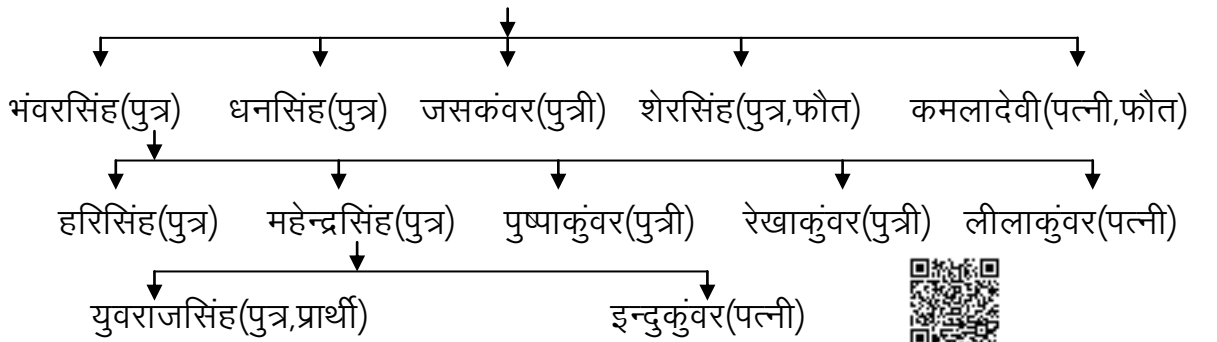 भंवरसिंह(पुत्र) धनसिंह(पुत्र) जसकंवर(पुत्री) शेरसिंह(पुत्र,फौत) कमलादेवी(पत्नी,फौत)
हरिसिंह(पुत्र) महेन्द्रसिंह(पुत्र) पुष्पाकुंवर(पुत्री) रेखाकुंवर(पुत्री) लीलाकुंवर(पत्नी)
युवराजसिंह(पुत्र,प्रार्थी) इन्दुकुंवर(पत्नी)